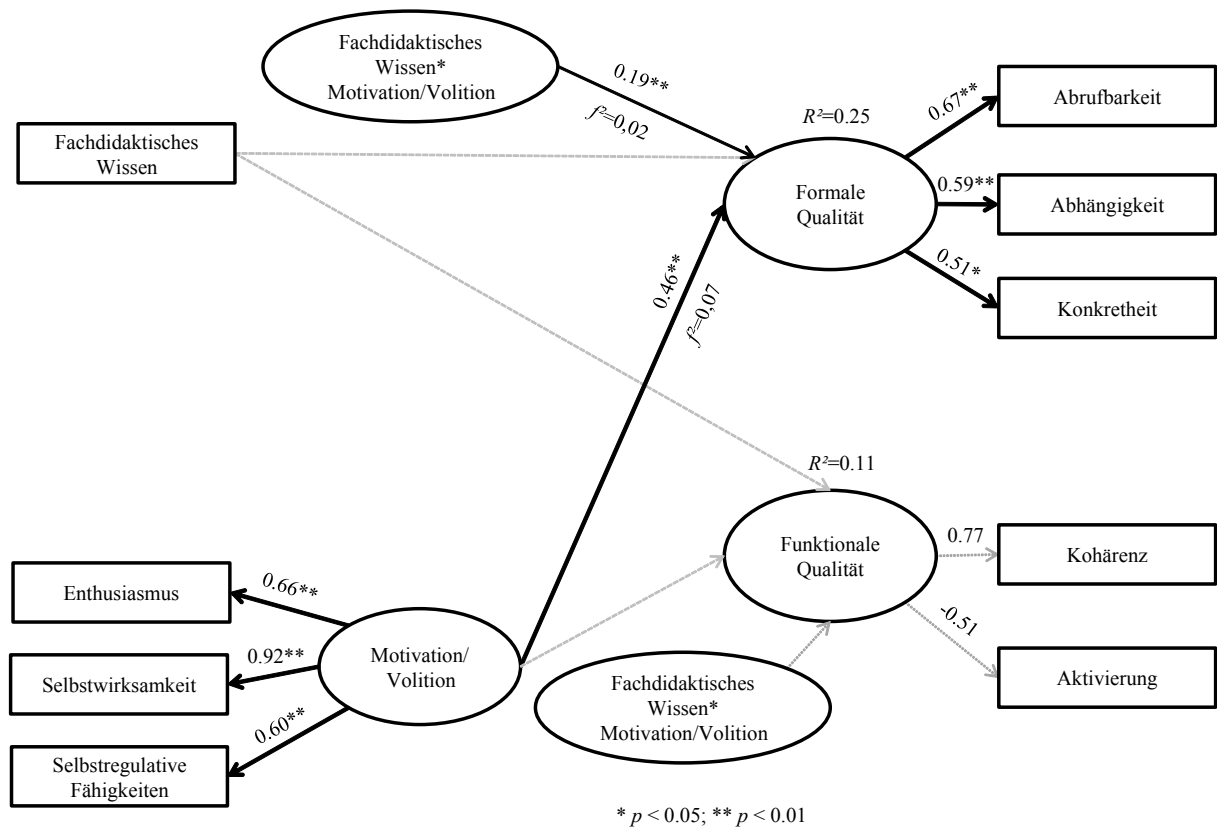 Fachdidaktisches
Wissen*
Motivation/Volition
0.19**
f²=0,02
R²=0.25
0.67**
Abrufbarkeit
Fachdidaktisches
Wissen
Formale
Qualität
0.59**
Abhängigkeit
0.51*
Konkretheit
0.46**
f²=0,07
R²=0.11
Funktionale
Qualität
0.77
Kohärenz
-0.51
Aktivierung
Enthusiasmus
0.66**
Selbstwirksamkeit
0.92**
Motivation/
Volition
Selbstregulative
Fähigkeiten
0.60**
Fachdidaktisches
Wissen*
Motivation/Volition
* p < 0.05; ** p < 0.01